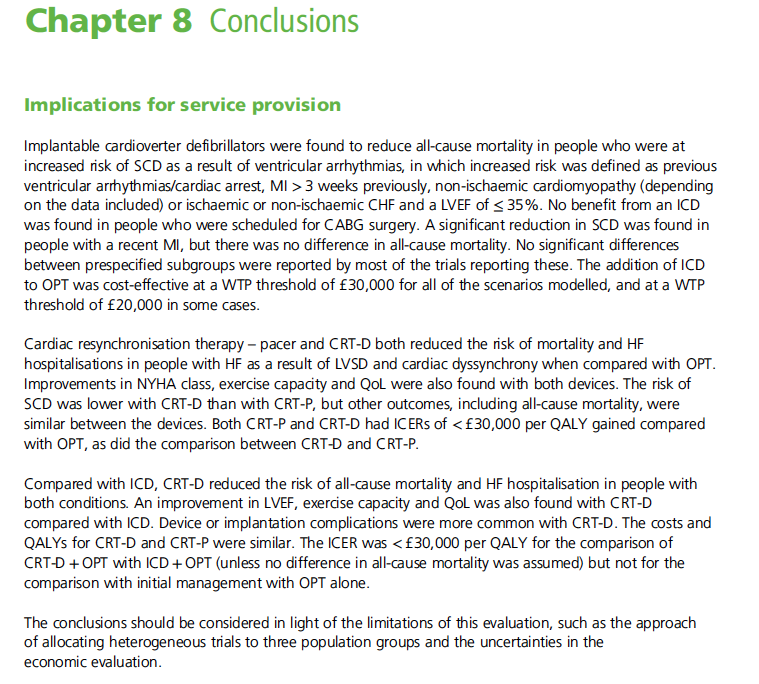 Chapter 8 Conclusions
Implications for service provision
Implantable cardioverter defibrillators were found to reduce all-cause mortality in people who were at
increased risk of SCD as a result of ventricular arrhythmias, in which increased risk was defined as previous
ventricular arrhythmias/cardiac arrest, MI > 3 weeks previously, non-ischaemic cardiomyopathy (depending
on the data included) or ischaemic or non-ischaemic CHF and a LVEF of ≤ 35%. No benefit from an ICD
was found in people who were scheduled for CABG surgery. A significant reduction in SCD was found in
people with a recent MI, but there was no difference in all-cause mortality. No significant differences
between prespecified subgroups were reported by most of the trials reporting these. The addition of ICD
to OPT was cost-effective at a WTP threshold of £30,000 for all of the scenarios modelled, and at a WTP
threshold of £20,000 in some cases.
Cardiac resynchronisation therapy – pacer and CRT-D both reduced the risk of mortality and HF
hospitalisations in people with HF as a result of LVSD and cardiac dyssynchrony when compared with OPT.
Improvements in NYHA class, exercise capacity and QoL were also found with both devices. The risk of
SCD was lower with CRT-D than with CRT-P, but other outcomes, including all-cause mortality, were
similar between the devices. Both CRT-P and CRT-D had ICERs of < £30,000 per QALY gained compared
with OPT, as did the comparison between CRT-D and CRT-P.
Compared with ICD, CRT-D reduced the risk of all-cause mortality and HF hospitalisation in people with
both conditions. An improvement in LVEF, exercise capacity and QoL was also found with CRT-D
compared with ICD. Device or implantation complications were more common with CRT-D. The costs and
QALYs for CRT-D and CRT-P were similar. The ICER was < £30,000 per QALY for the comparison of
CRT-D + OPT with ICD + OPT (unless no difference in all-cause mortality was assumed) but not for the
comparison with initial management with OPT alone.
The conclusions should be considered in light of the limitations of this evaluation, such as the approach
of allocating heterogeneous trials to three population groups and the uncertainties in the
economic evaluation.